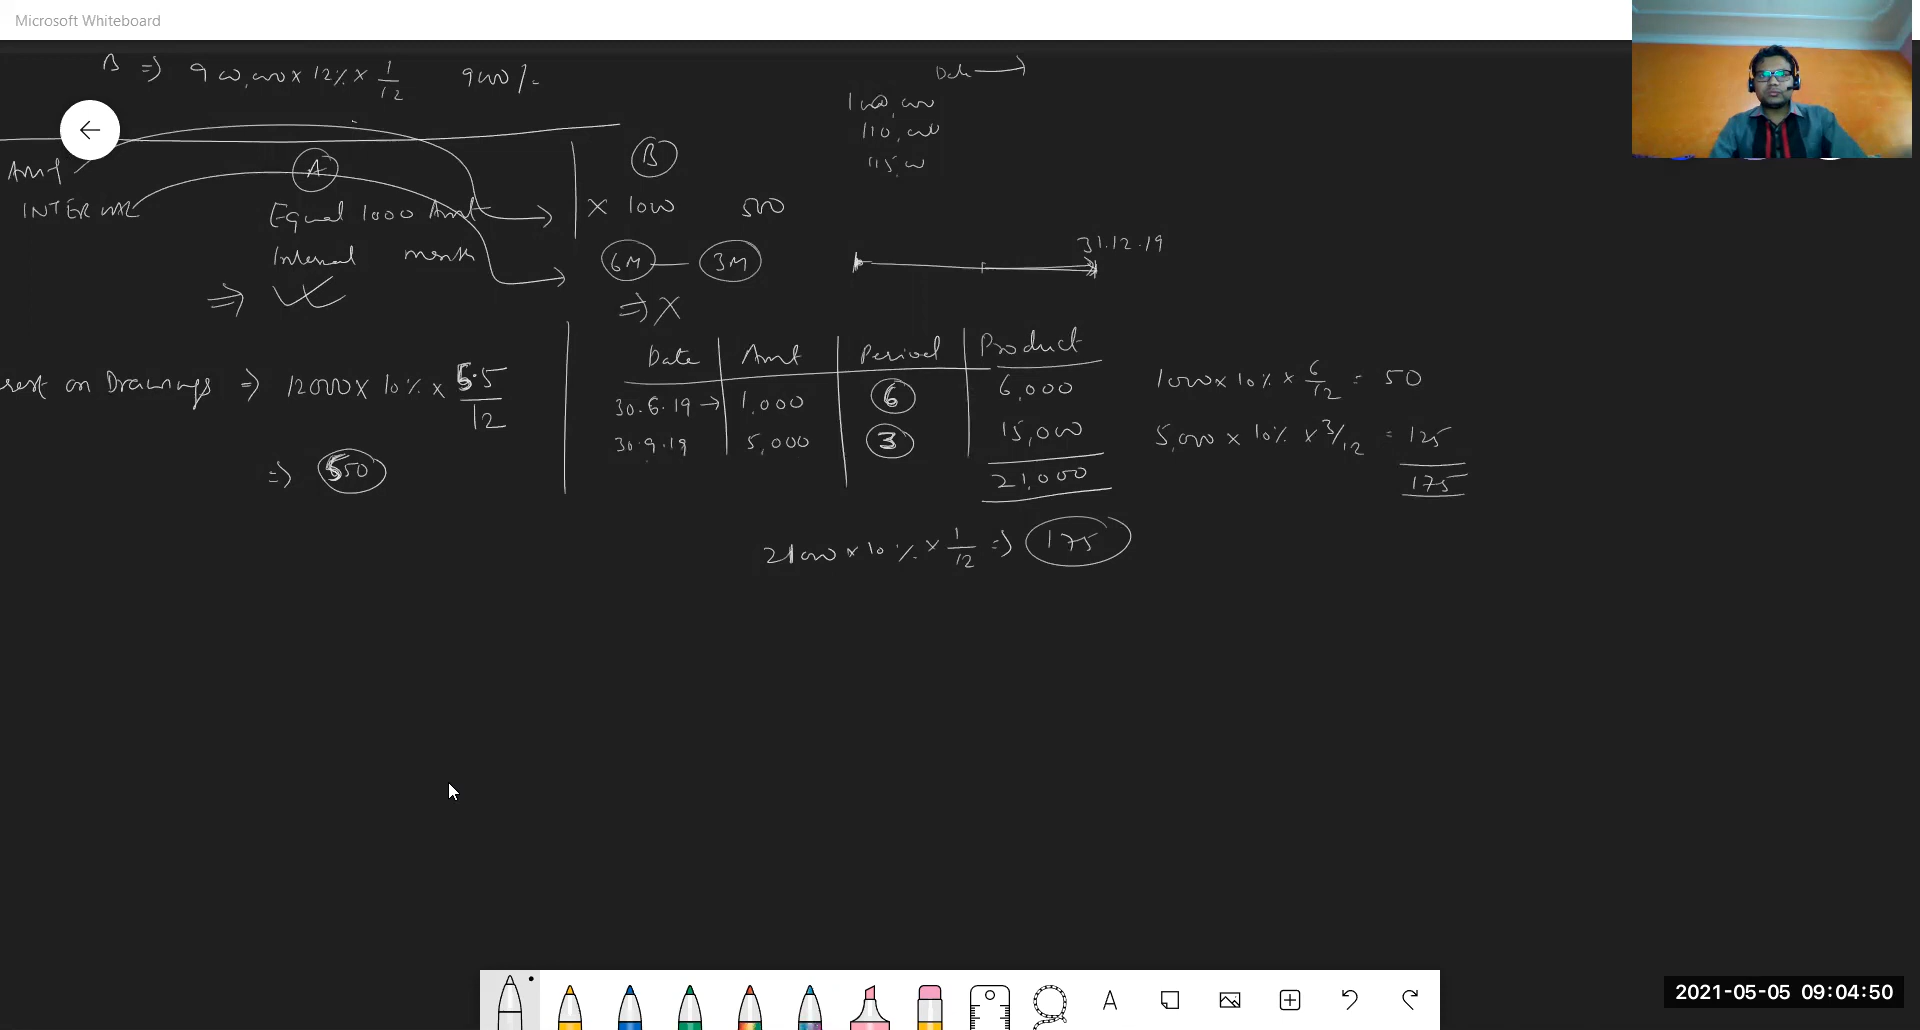 Microsoft Whiteboard
B ⇒ 900,000 × 12% × 1/12 9000/-
Date →
100,000
110,000
115,00
Amt
INTERVAL
A
Equal 1000 Amt
Interval month
⇒
B
× 1000 500
6M — 3M
⇒ X
31.12.19
rest on Drawings ⇒ 12000 × 10% × 5.5/12
⇒ 550
Date Amt Period Product
30.6.19 → 1,000 6 6,000
30.9.19 5,000 3 15,000
21,000
21000 × 10% × 1/12 ⇒ 175
1000 × 10% × 6/12 = 50
5,000 × 10% × 3/12 = 125
175
2021-05-05 09:04:50